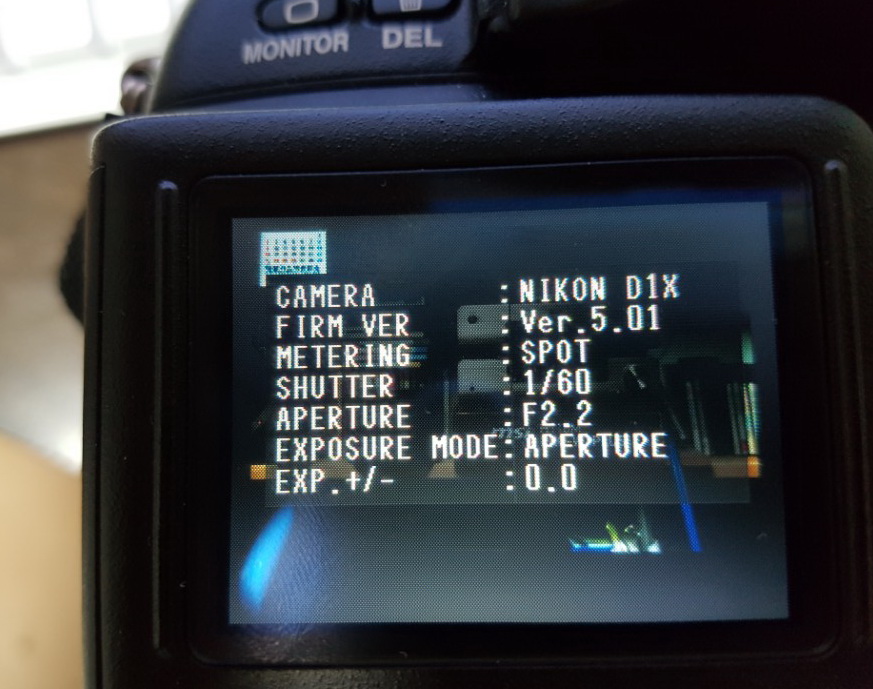 MONITOR DEL
CAMERA :NIKON D1X
FIRM VER :Ver.5.01
METERING :SPOT
SHUTTER :1/60
APERTURE :F2.2
EXPOSURE MODE:APERTURE
EXP.+/- :0.0